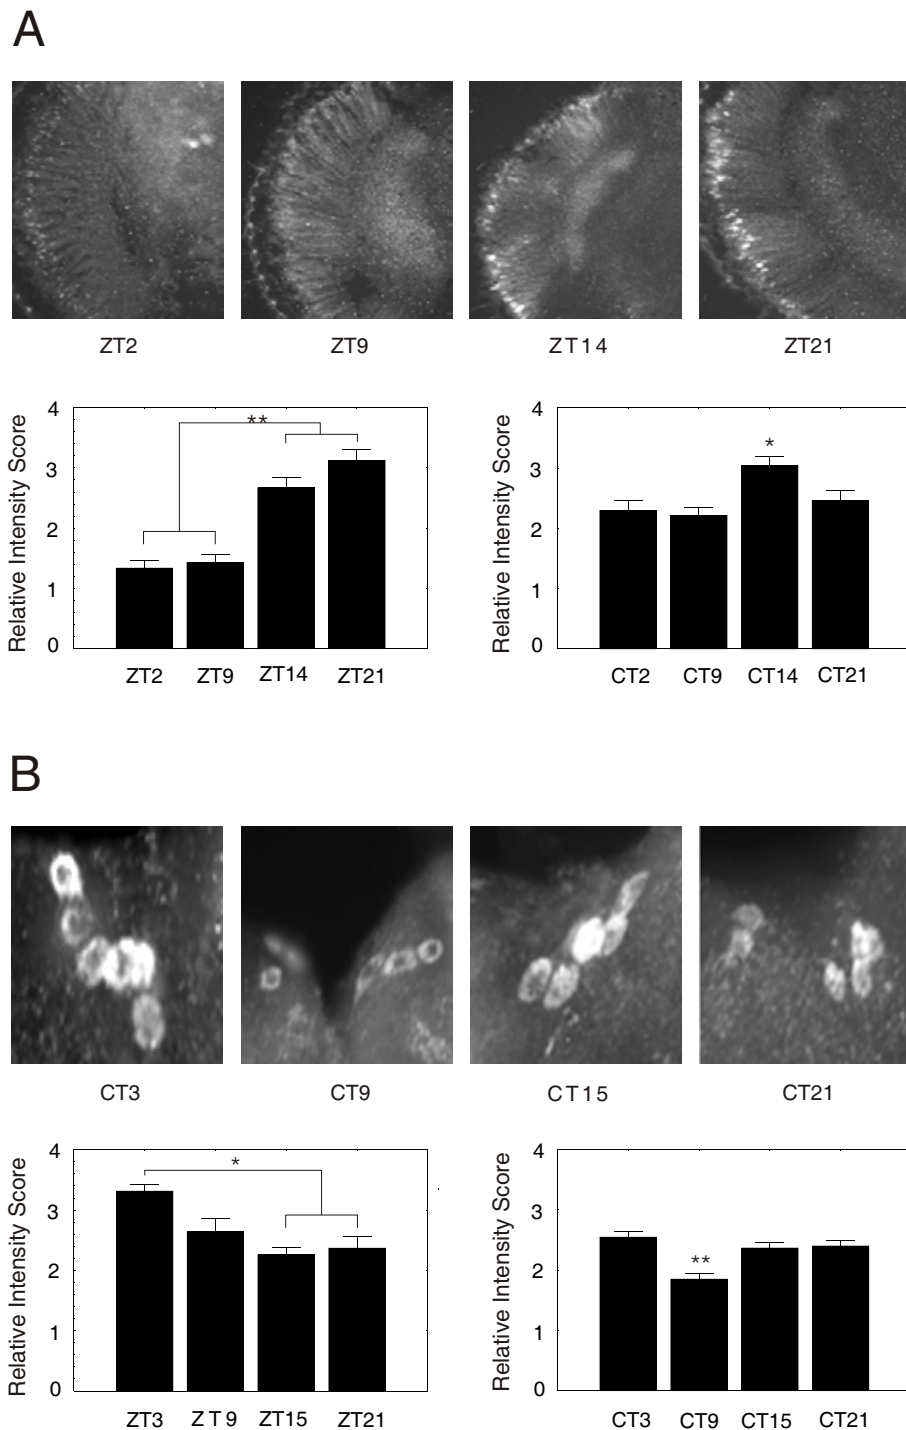 A
ZT2 ZT9 ZT14 ZT21
4
3
2
1
0
Relative Intensity Score
**
ZT2 ZT9 ZT14 ZT21
4
3
2
1
0
Relative Intensity Score
*
CT2 CT9 CT14 CT21
B
CT3 CT9 CT15 CT21
4
3
2
1
0
Relative Intensity Score
*
ZT3 ZT9 ZT15 ZT21
4
3
2
1
0
Relative Intensity Score
**
CT3 CT9 CT15 CT21